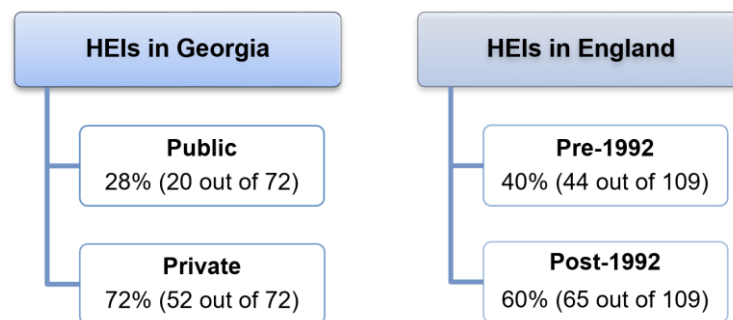 HEIs in Georgia
Public
28% (20 out of 72)
Private
72% (52 out of 72)
HEIs in England
Pre-1992
40% (44 out of 109)
Post-1992
60% (65 out of 109)